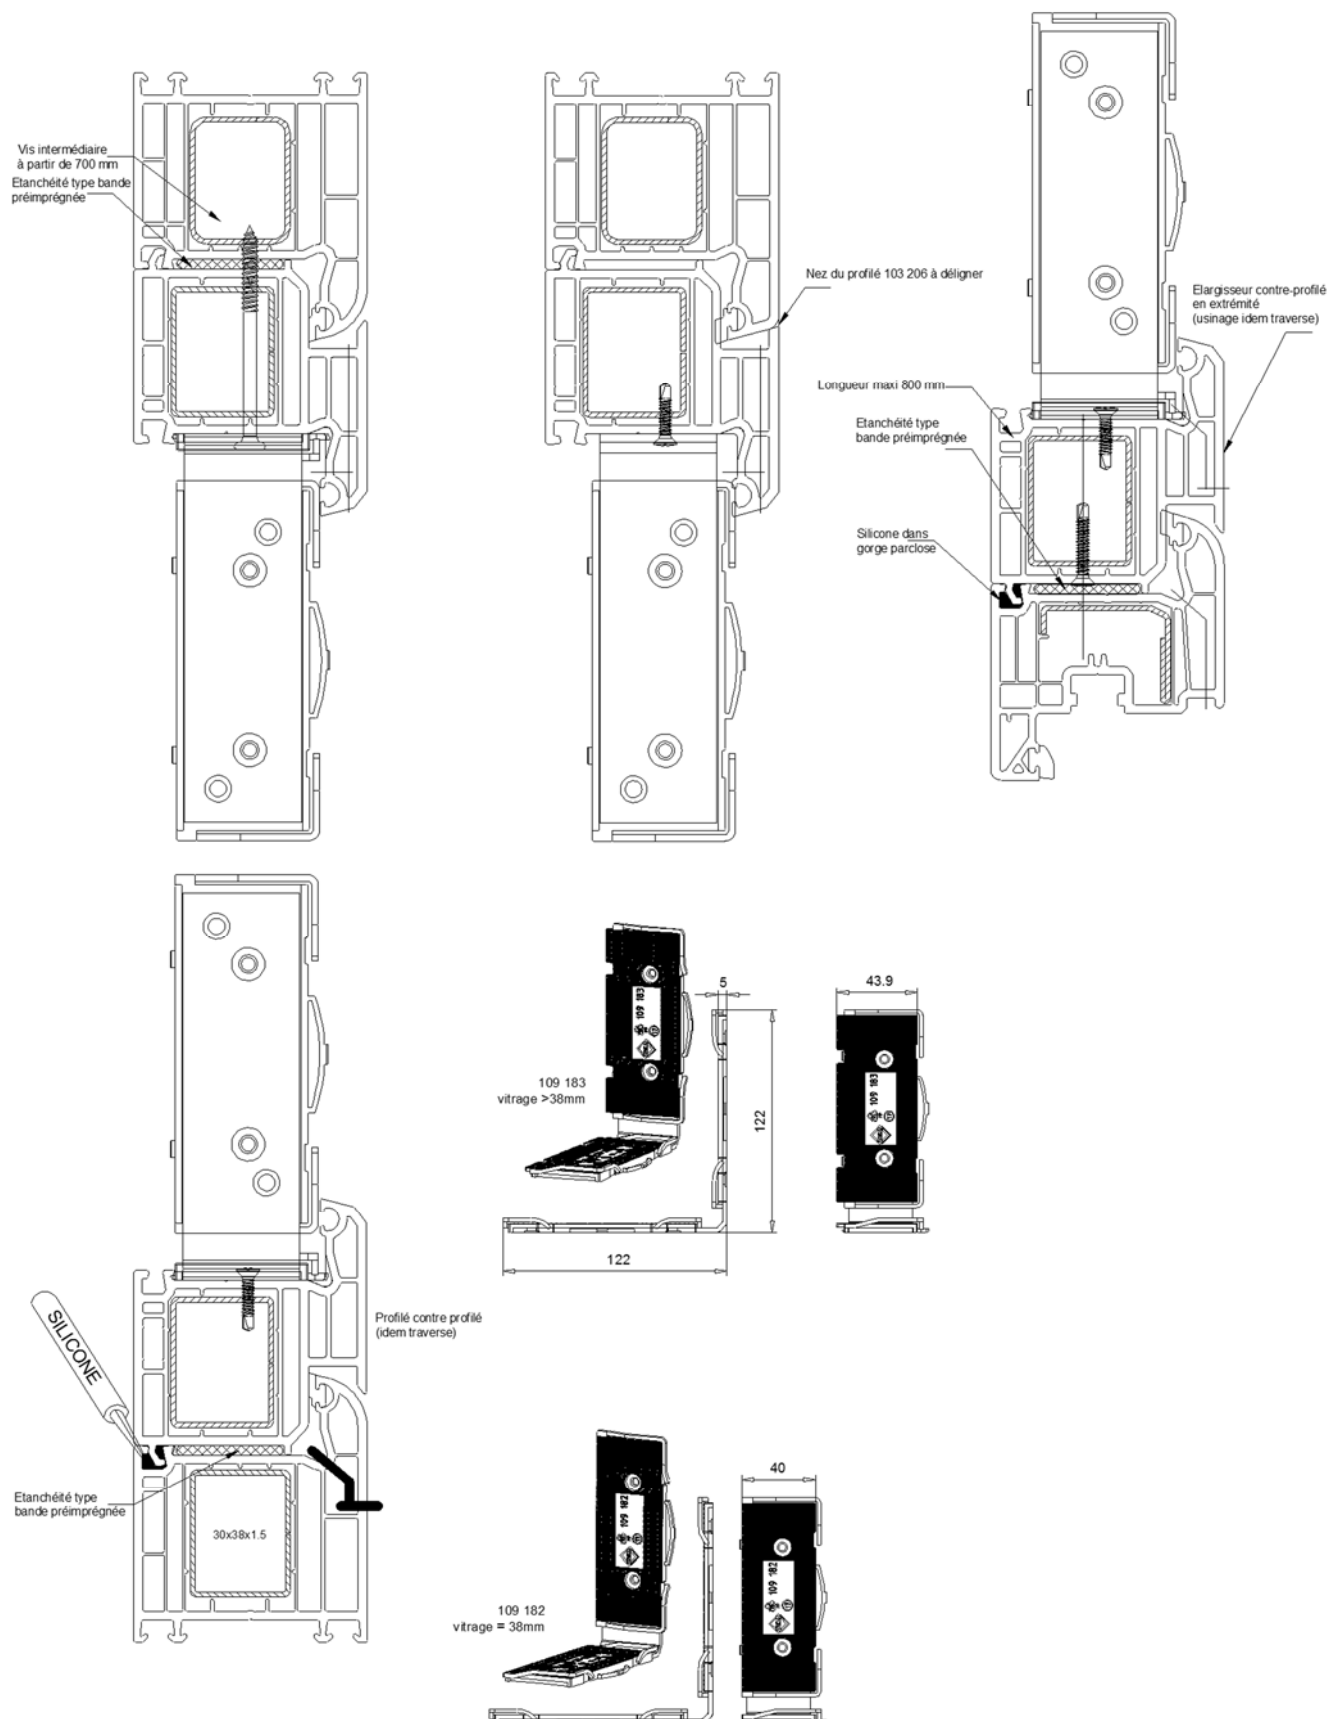 Vis intermédiaire
à partir de 700 mm
Etanchéité type bande
préimprégnée
Nez du profilé 103 206 à déligner
Elargisseur contre-profilé
en extrémité
(usinage idem traverse)
Longueur maxi 800 mm
Etanchéité type
bande préimprégnée
Silicone dans
gorge parclose
SILICONE
Profilé contre profilé
(idem traverse)
Etanchéité type
bande préimprégnée
30x38x1.5
109 183
109 183
vitrage >38mm
5
122
122
43.9
109 183
109 182
109 182
vitrage = 38mm
40
109 182